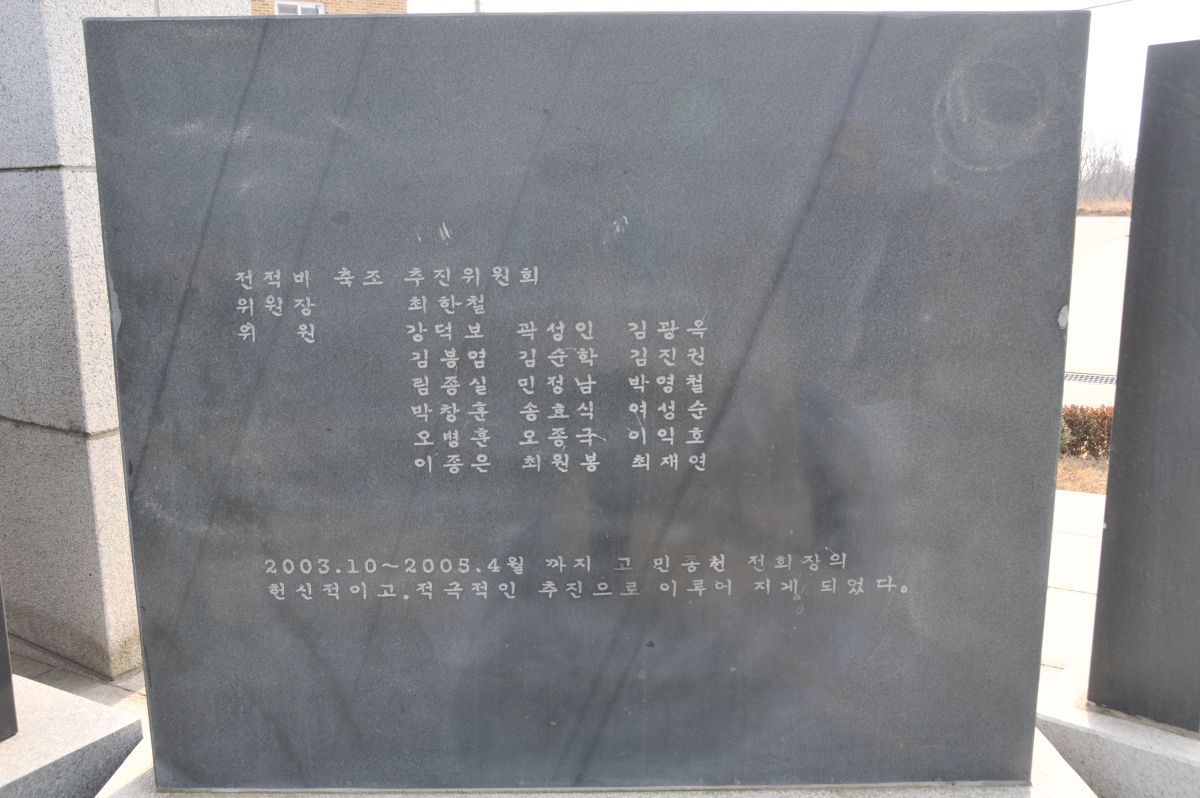 전적비 축조 추진위원회
위원장 최한철
위 원 강덕보 곽성인 김광옥
김봉엽 김순학 김진권
림종실 민정남 박영철
박창훈 송효식 여성순
오병훈 오종국 이익호
이종은 최원봉 최재연
2003.10~2005.4월 까지 고 민종천 전회장의
헌신적이고.적극적인 추진으로 이루어 지게 되었다.